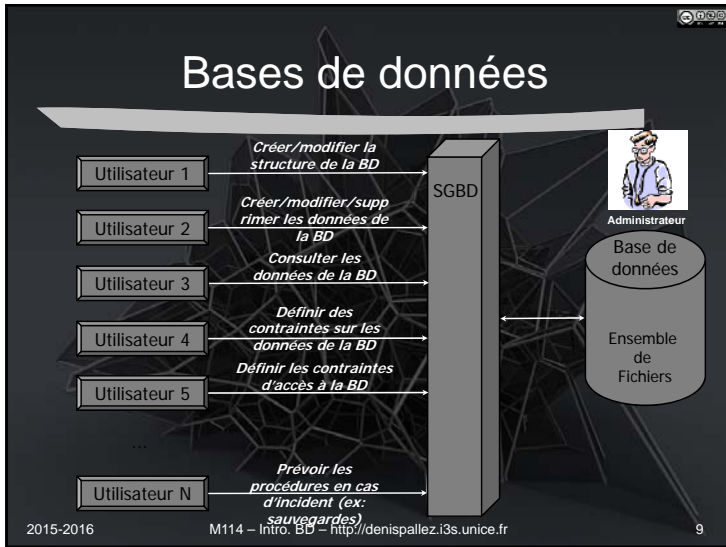 Bases de données
Utilisateur 1
Créer/modifier la
structure de la BD
Utilisateur 2
Créer/modifier/supp
rimer les données de
la BD
Utilisateur 3
Consulter les
données de la BD
Utilisateur 4
Définir des
contraintes sur les
données de la BD
Utilisateur 5
Définir les contraintes
d'accès à la BD
...
Utilisateur N
Prévoir les
procédures en cas
d'incident (ex:
sauvegardes)
SGBD
Administrateur
Base de
données
Ensemble
de
Fichiers
2015-2016
M114 – Intro. BD – http://denispallez.i3s.unice.fr
9